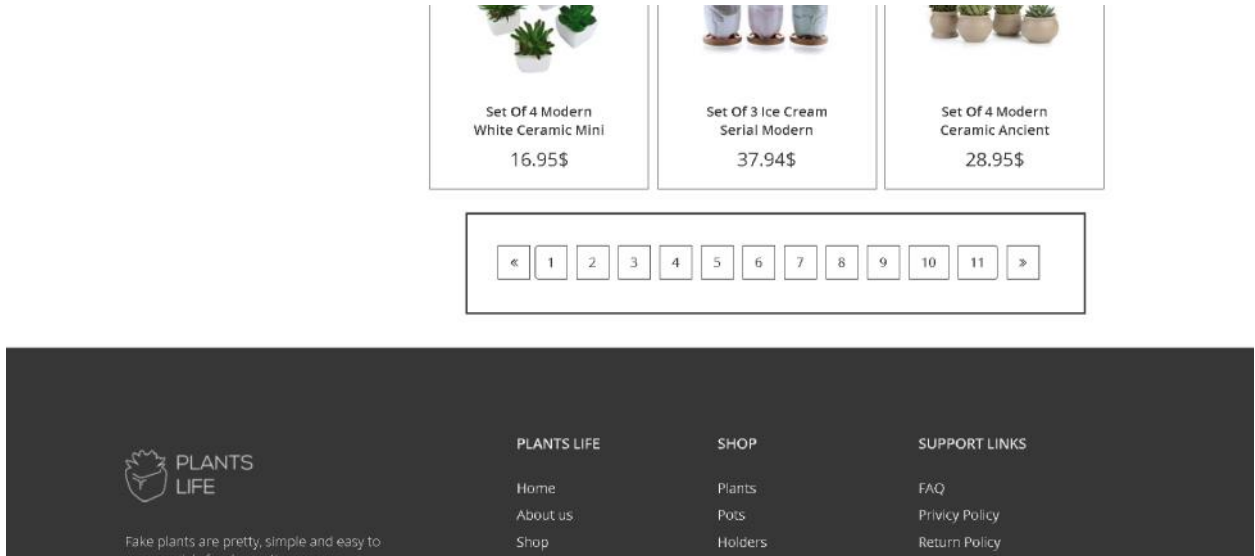 Set Of 4 Modern
White Ceramic Mini
16.95$
Set Of 3 Ice Cream
Serial Modern
37.94$
Set Of 4 Modern
Ceramic Ancient
28.95$
« 1 2 3 4 5 6 7 8 9 10 11 »
PLANTS
LIFE
Fake plants are pretty, simple and easy to
PLANTS LIFE
Home
About us
Shop
SHOP
Plants
Pots
Holders
SUPPORT LINKS
FAQ
Privicy Policy
Return Policy